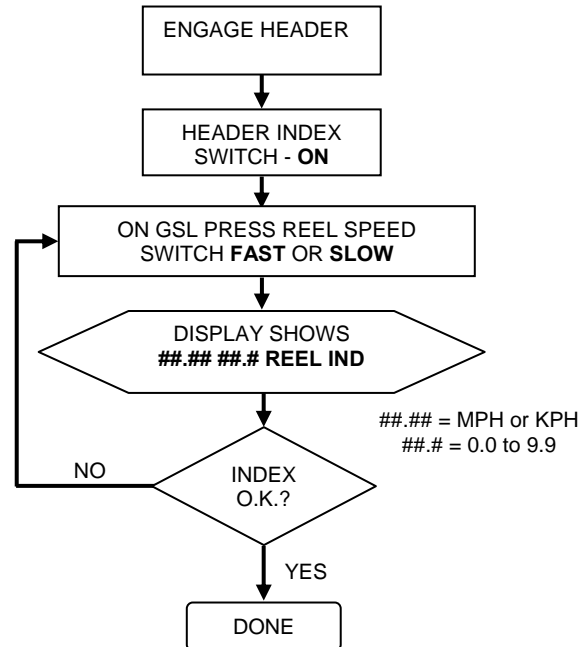 ENGAGE HEADER
HEADER INDEX
SWITCH - ON
ON GSL PRESS REEL SPEED
SWITCH FAST OR SLOW
DISPLAY SHOWS
##.## ##.# REEL IND
##.## = MPH or KPH
##.# = 0.0 to 9.9
NO
INDEX
O.K.?
YES
DONE